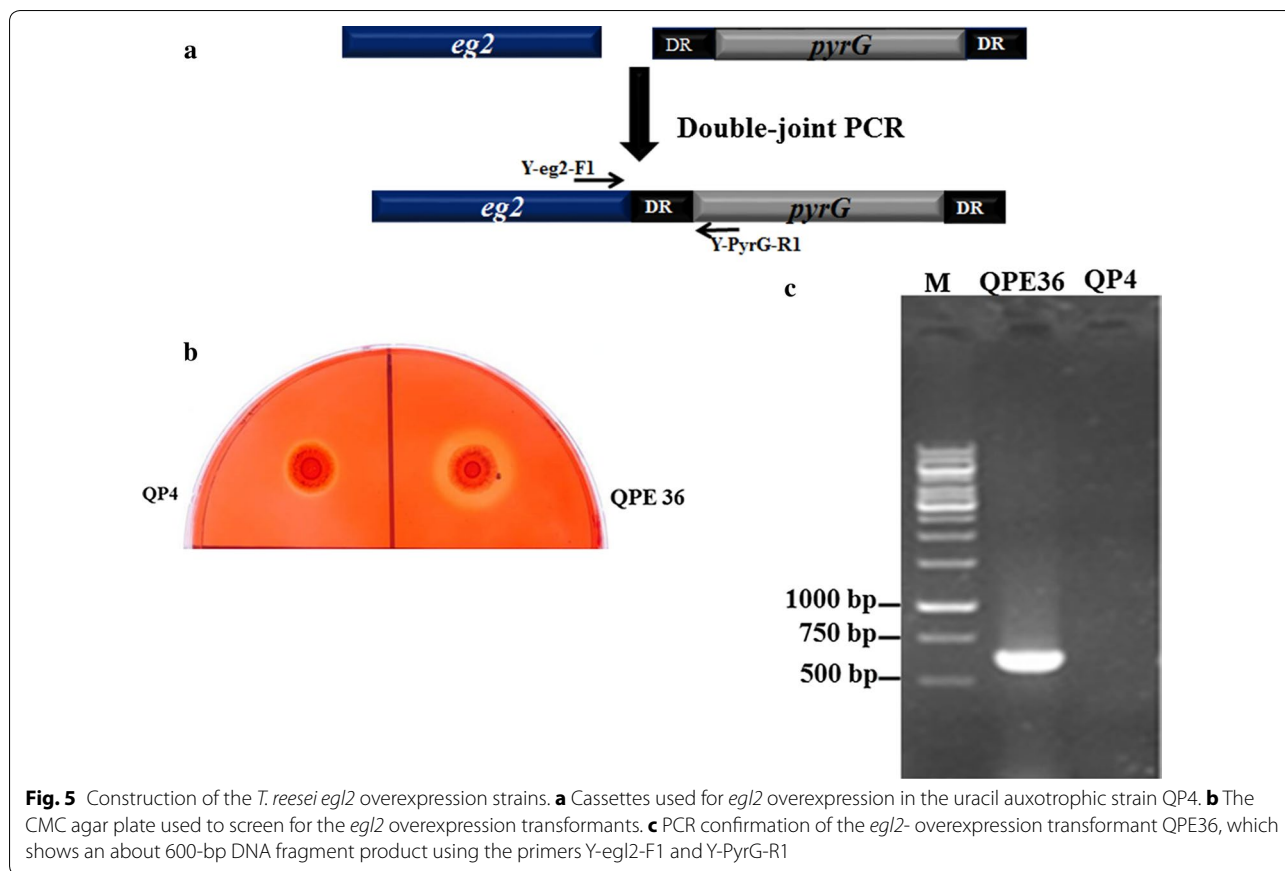 a
eg2 DR pyrG DR
Double-joint PCR
Y-eg2-F1
eg2 DR pyrG DR
Y-PyrG-R1
c
M QPE36 QP4
b
QP4
QPE 36
1000 bp
750 bp
500 bp
Fig. 5 Construction of the T. reesei egl2 overexpression strains. a Cassettes used for egl2 overexpression in the uracil auxotrophic strain QP4. b The
CMC agar plate used to screen for the egl2 overexpression transformants. c PCR confirmation of the egl2- overexpression transformant QPE36, which
shows an about 600-bp DNA fragment product using the primers Y-egl2-F1 and Y-PyrG-R1